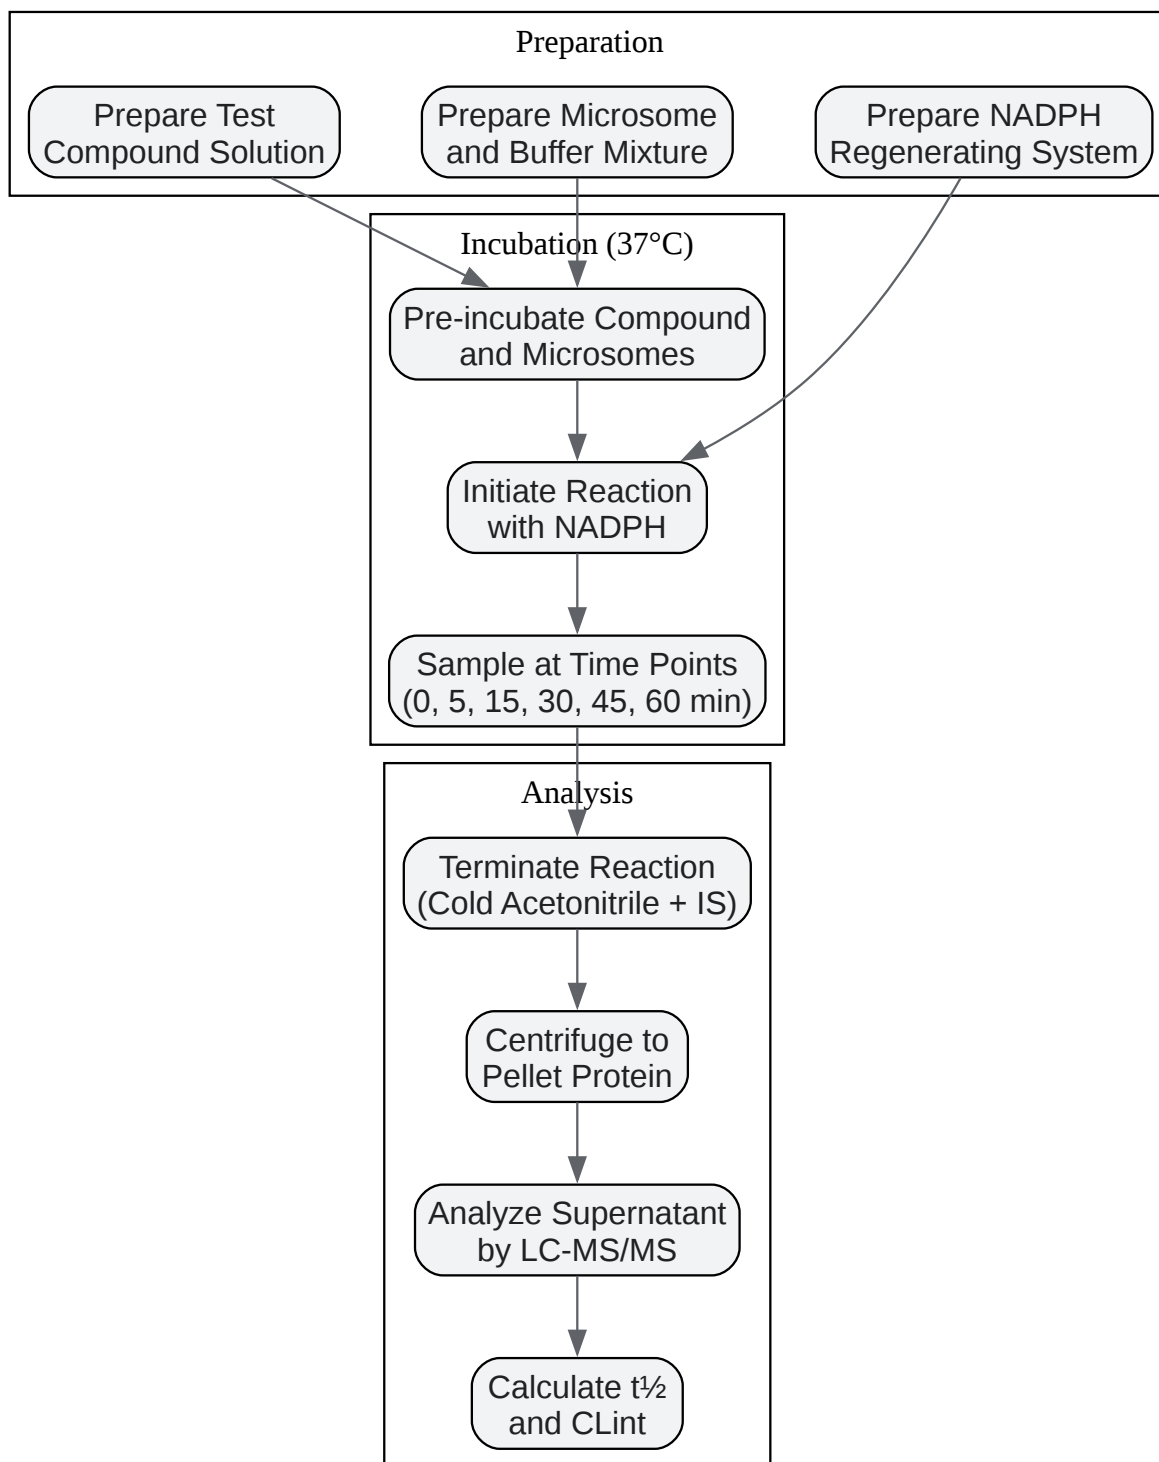 Preparation
Prepare Test
Compound Solution
Prepare Microsome
and Buffer Mixture
Prepare NADPH
Regenerating System
Incubation (37°C)
Pre-incubate Compound
and Microsomes
Initiate Reaction
with NADPH
Sample at Time Points
(0, 5, 15, 30, 45, 60 min)
Analysis
Terminate Reaction
(Cold Acetonitrile + IS)
Centrifuge to
Pellet Protein
Analyze Supernatant
by LC-MS/MS
Calculate t½
and CLint